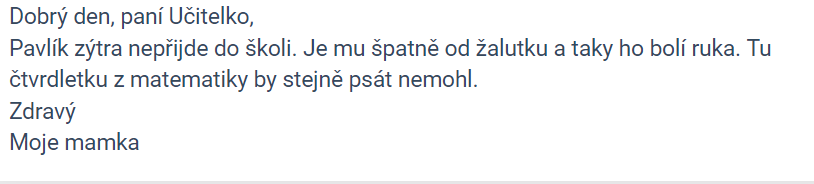 Dobrý den, paní Učitelko,
Pavlík zýtra nepřijde do školi. Je mu špatně od žalutku a taky ho bolí ruka. Tu
čtvrdletku z matematiky by stejně psát nemohl.
Zdravý
Moje mamka